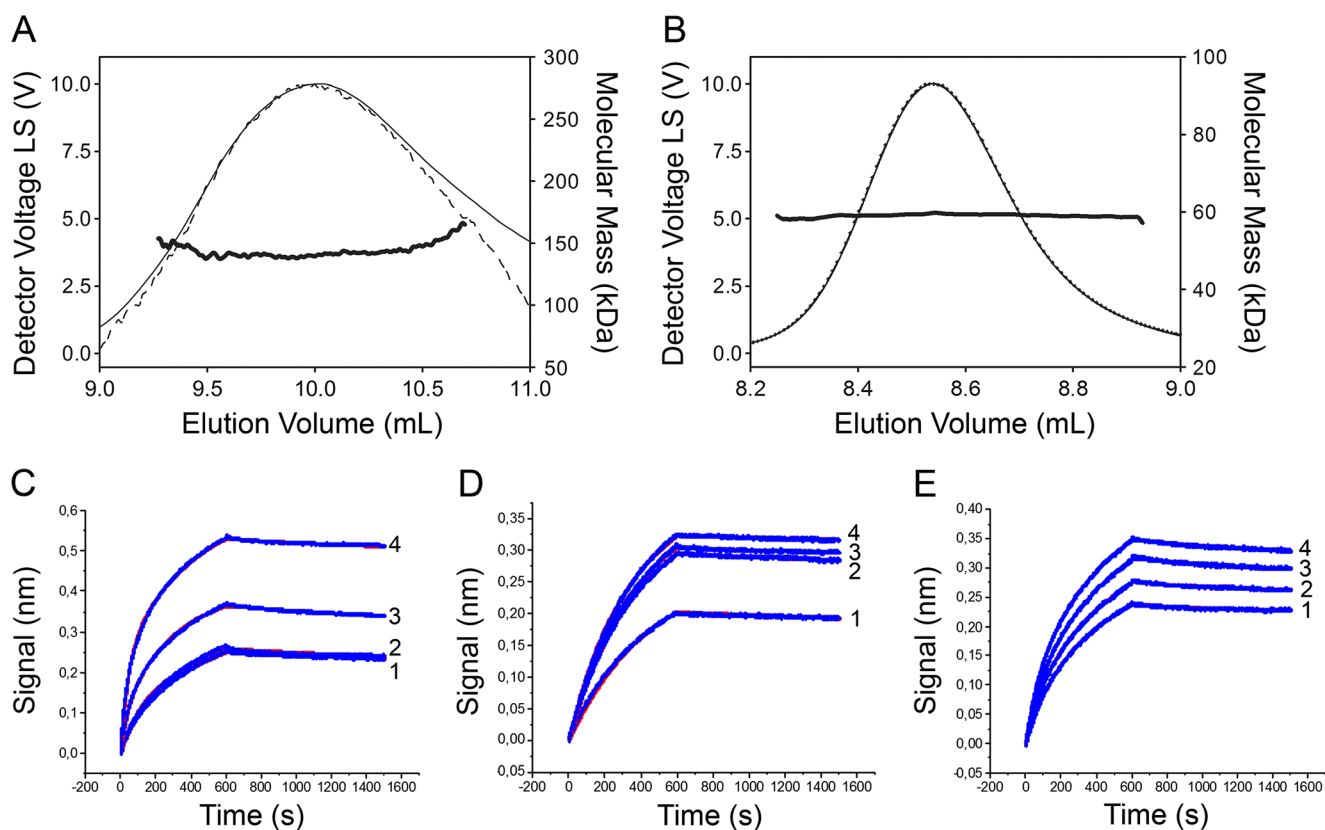 A
Detector Voltage LS (V)
10.0
7.5
5.0
2.5
0.0
300
250
200
150
100
50
Molecular Mass (kDa)
9.0 9.5 10.0 10.5 11.0
Elution Volume (mL)
B
Detector Voltage LS (V)
10.0
7.5
5.0
2.5
0.0
100
80
60
40
20
Molecular Mass (kDa)
8.2 8.4 8.6 8.8 9.0
Elution Volume (mL)
C
Signal (nm)
0,6
0,5
0,4
0,3
0,2
0,1
0,0
4
3
2
1
-200 0 200 400 600 800 1000 1200 1400 1600
Time (s)
D
Signal (nm)
0,35
0,30
0,25
0,20
0,15
0,10
0,05
0,00
0,05
4
3
2
1
-200 0 200 400 600 800 1000 1200 1400 1600
Time (s)
E
Signal (nm)
0,40
0,35
0,30
0,25
0,20
0,15
0,10
0,05
0,00
-0,05
4
3
2
1
-200 0 200 400 600 800 1000 1200 1400 1600
Time (s)